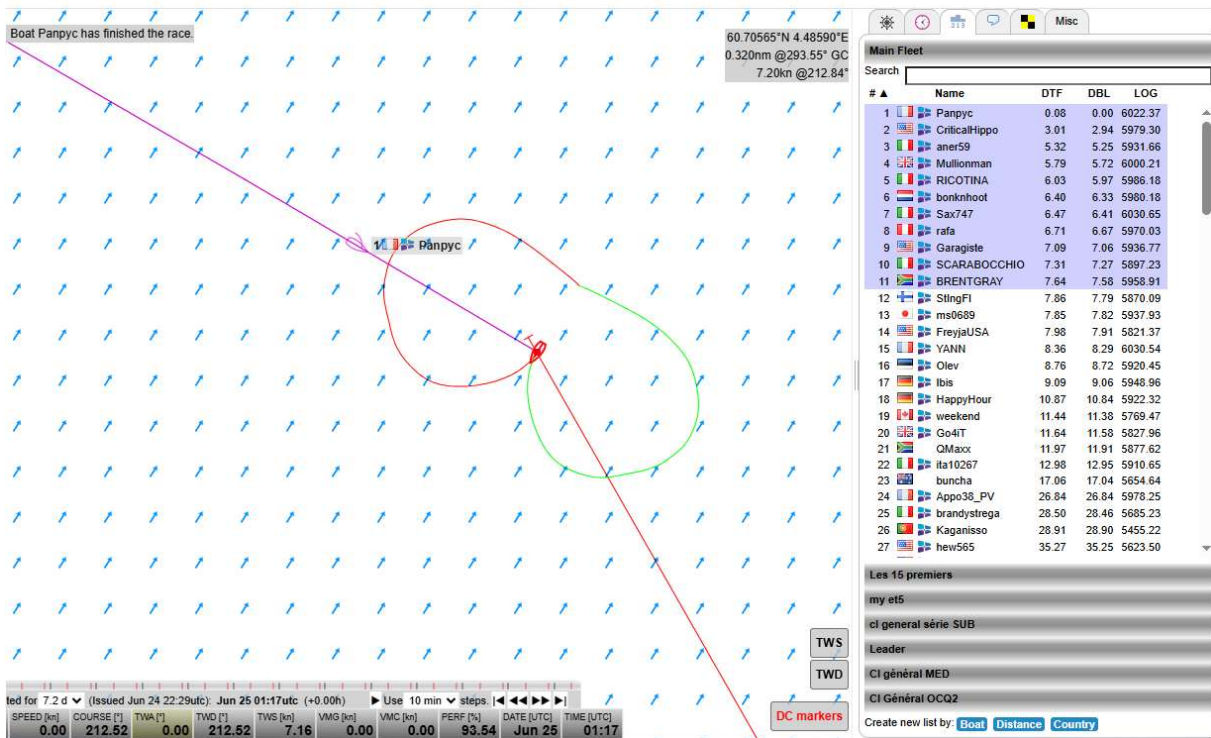 Boat Panpyc has finished the race.
60.70565°N 4.48590°E
0.320nm @293.55° GC
7.20kn @212.84°
1 Panpyc
TWS
TWD
DC markers
ted for 7.2 d (Issued Jun 24 22:29utc): Jun 25 01:17utc (+0.00h) Use 10 min steps.
SPEED [kn] COURSE [°] TWA [°] TWD [°] TWS [kn] VMG [kn] VMC [kn] PERF [%] DATE [UTC] TIME [UTC]
0.00 212.52 0.00 212.52 7.16 0.00 0.00 93.54 Jun 25 01:17
Misc
Main Fleet
Search
# ▲ Name DTF DBL LOG
1 Panpyc 0.08 0.00 6022.37
2 CriticalHippo 3.01 2.94 5979.30
3 aner59 5.32 5.25 5931.66
4 Mullionman 5.79 5.72 6000.21
5 RICOTINA 6.03 5.97 5986.18
6 bonknhoot 6.40 6.33 5980.18
7 Sax747 6.47 6.41 6030.65
8 rafa 6.71 6.67 5970.03
9 Garagiste 7.09 7.06 5936.77
10 SCARABOCCHIO 7.31 7.27 5897.23
11 BRENTGRAY 7.64 7.58 5958.91
12 StIngFI 7.86 7.79 5870.09
13 ms0689 7.85 7.82 5937.93
14 FreyjaUSA 7.98 7.91 5821.37
15 YANN 8.36 8.29 6030.54
16 Olev 8.76 8.72 5920.45
17 Ibis 9.09 9.06 5948.96
18 HappyHour 10.87 10.84 5922.32
19 weekend 11.44 11.38 5769.47
20 Go4iT 11.64 11.58 5827.96
21 QMaxx 11.97 11.91 5877.62
22 ita10267 12.98 12.95 5910.65
23 buncha 17.06 17.04 5654.64
24 Appo38_PV 26.84 26.84 5978.25
25 brandystrega 28.50 28.46 5685.23
26 Kaganisso 28.91 28.90 5455.22
27 hew565 35.27 35.25 5623.50
Les 15 premiers
my et5
cl general série SUB
Leader
Cl général MED
Cl Général OCQ2
Create new list by: Boat Distance Country